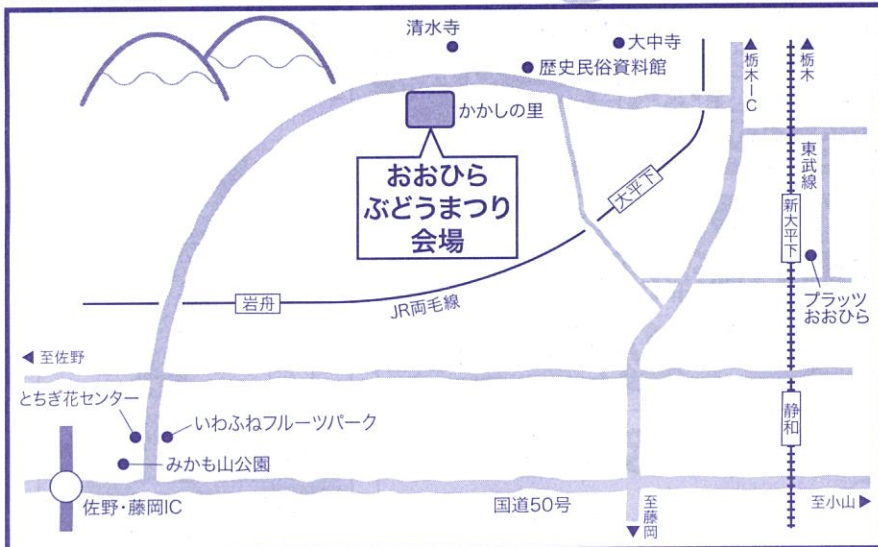 清水寺
大中寺
歴史民俗資料館
▲栃木IC
▲栃木
かかしの里
おおひら
ぶどうまつり
会場
大平下
東武線
新大平下
プラッツ
おおひら
岩舟
JR両毛線
◀至佐野
とちぎ花センター
いわふねフルーツパーク
みかも山公園
静和
佐野・藤岡IC
国道50号
至藤岡▼
至小山▶